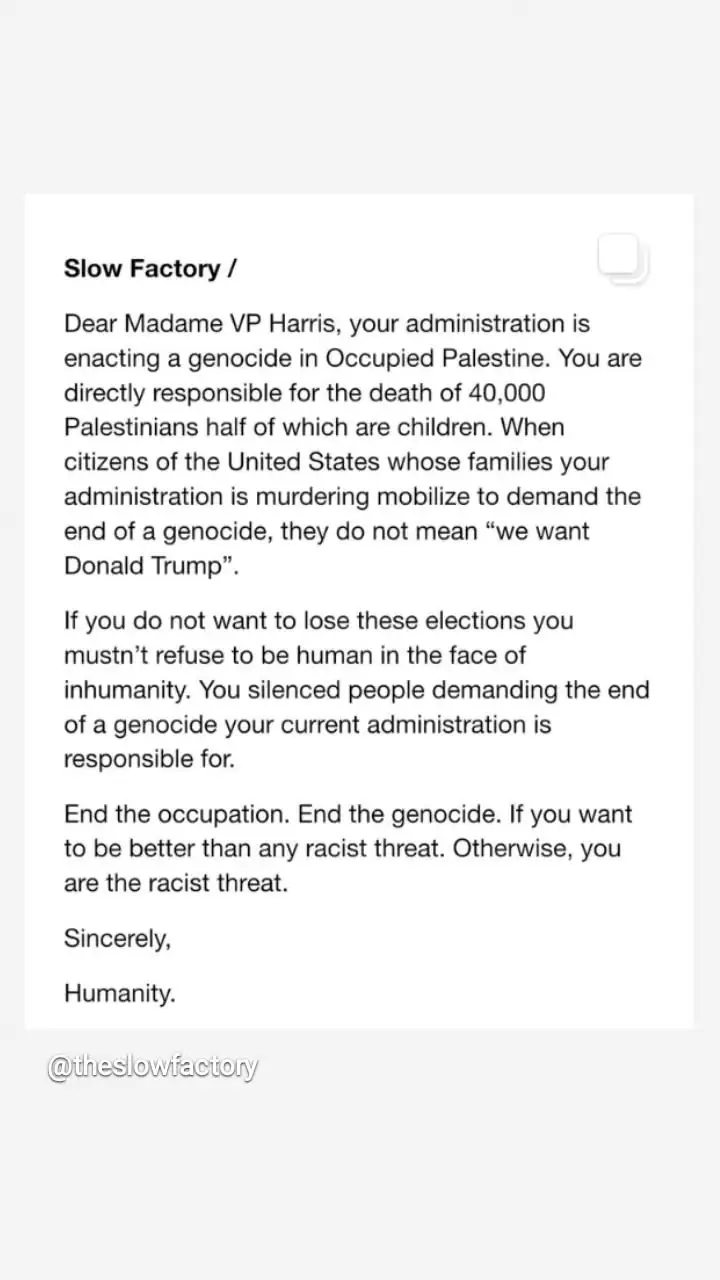 Slow Factory /
Dear Madame VP Harris, your administration is
enacting a genocide in Occupied Palestine. You are
directly responsible for the death of 40,000
Palestinians half of which are children. When
citizens of the United States whose families your
administration is murdering mobilize to demand the
end of a genocide, they do not mean “we want
Donald Trump”.
If you do not want to lose these elections you
mustn’t refuse to be human in the face of
inhumanity. You silenced people demanding the end
of a genocide your current administration is
responsible for.
End the occupation. End the genocide. If you want
to be better than any racist threat. Otherwise, you
are the racist threat.
Sincerely,
Humanity.
@theslowfactory